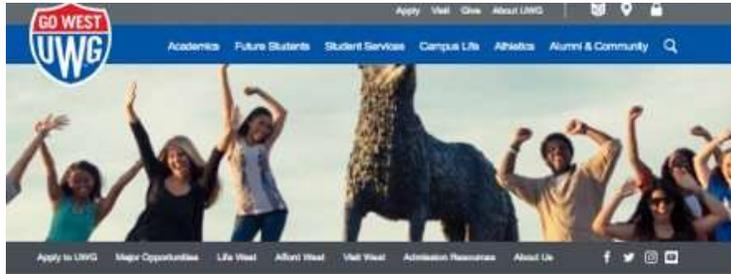 Apply Visit Give About UWG
GO WEST
UWG
Academics Future Students Student Services Campus Life Athletics Alumni & Community
Apply to UWG Major Opportunities Life West Afford West Visit West Admission Resources About Us